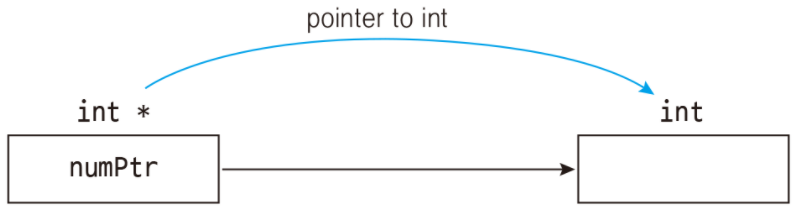 pointer to int
int * int
numPtr